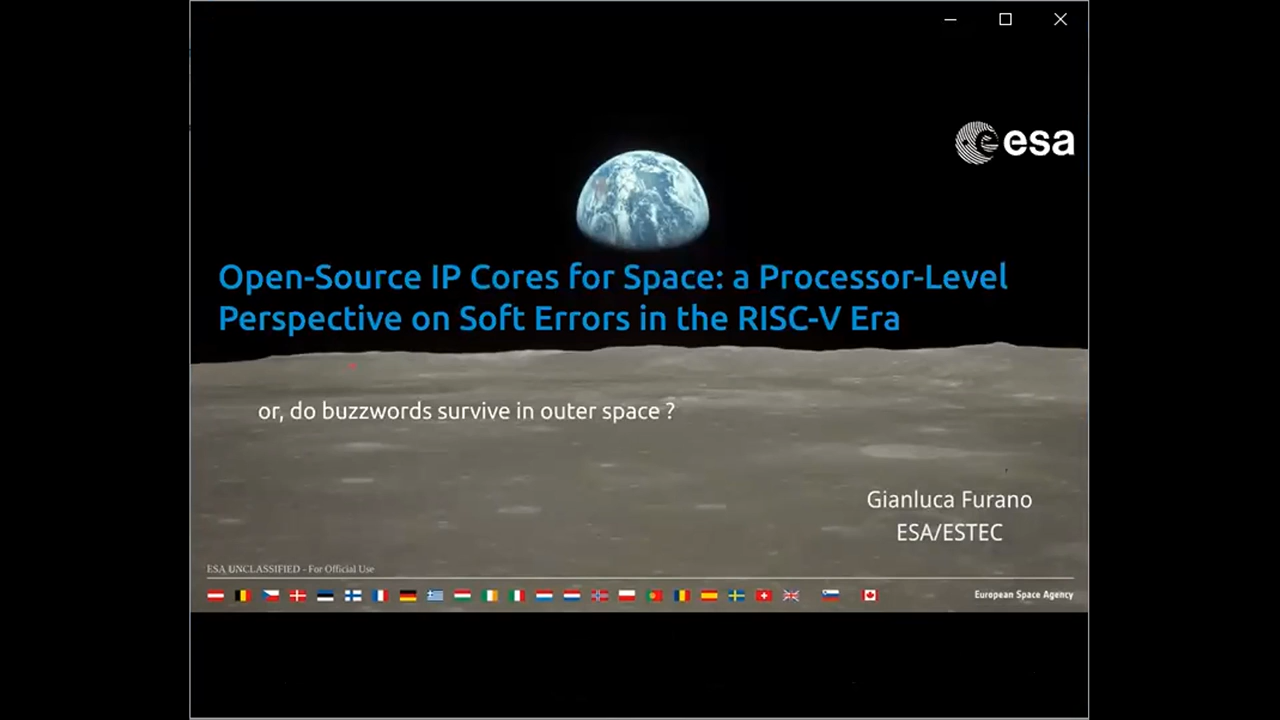 esa
Open-Source IP Cores for Space: a Processor-Level
Perspective on Soft Errors in the RISC-V Era
or, do buzzwords survive in outer space ?
Gianluca Furano
ESA/ESTEC
ESA UNCLASSIFIED - For Official Use
European Space Agency